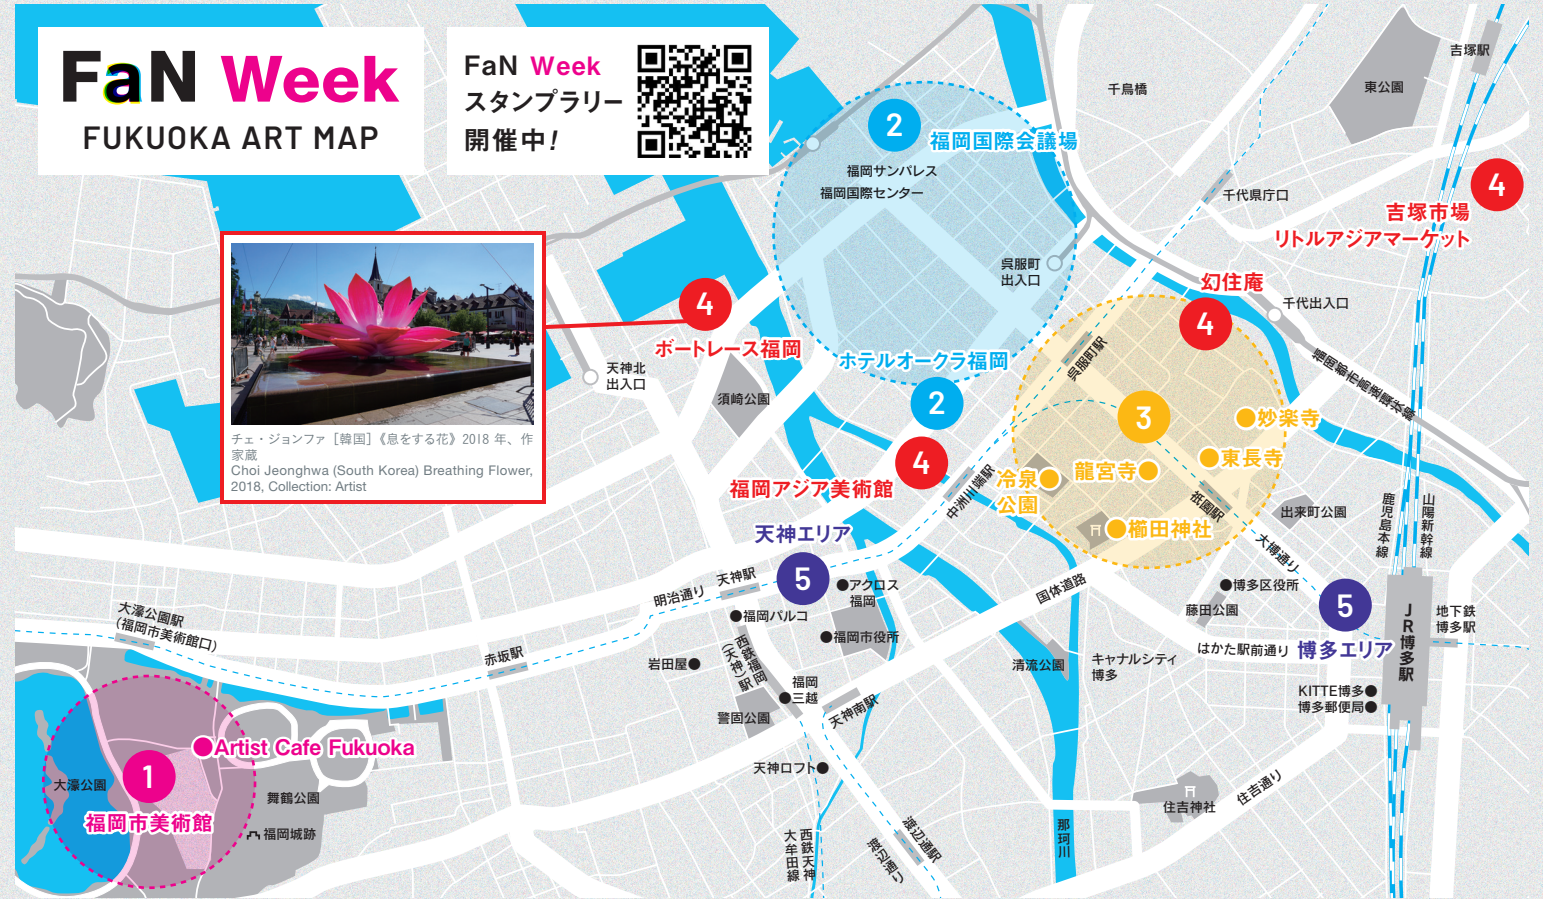 FaN Week
FUKUOKA ART MAP
FaN Week
スタンプラリー
開催中!
吉塚駅
東公園
千鳥橋
2
福岡国際会議場
福岡サンパレス
福岡国際センター
千代県庁口
4
吉塚市場
リトルアジアマーケット
呉服町
出入口
幻住庵
4
千代出入口
4
ボートレース福岡
チェ・ジョンファ［韓国］《息をする花》2018 年、作
家蔵
Choi Jeonghwa (South Korea) Breathing Flower,
2018, Collection: Artist
天神北
出入口
須崎公園
ホテルオークラ福岡
2
呉服町駅
福岡都市高速環状線
3
妙楽寺
東長寺
龍宮寺
冷泉
公園
櫛田神社
4
福岡アジア美術館
中洲川端駅
祇園駅
出来町公園
鹿児島本線
山陽新幹線
大博通り
天神エリア
5
天神駅
明治通り
アクロス
福岡
福岡パルコ
福岡市役所
国体道路
博多区役所
藤田公園
5
博多エリア
はかた駅前通り
JR博多駅
地下鉄
博多駅
大濠公園駅
(福岡市美術館口)
赤坂駅
岩田屋
西鉄福岡
(天神)駅
福岡
三越
警固公園
天神南駅
清流公園
キャナルシティ
博多
KITTE博多
博多郵便局
Artist Cafe Fukuoka
1
大濠公園
福岡市美術館
舞鶴公園
福岡城跡
天神ロフト
西鉄天神
大牟田線
渡辺通り
渡辺通駅
那珂川
住吉神社
住吉通り